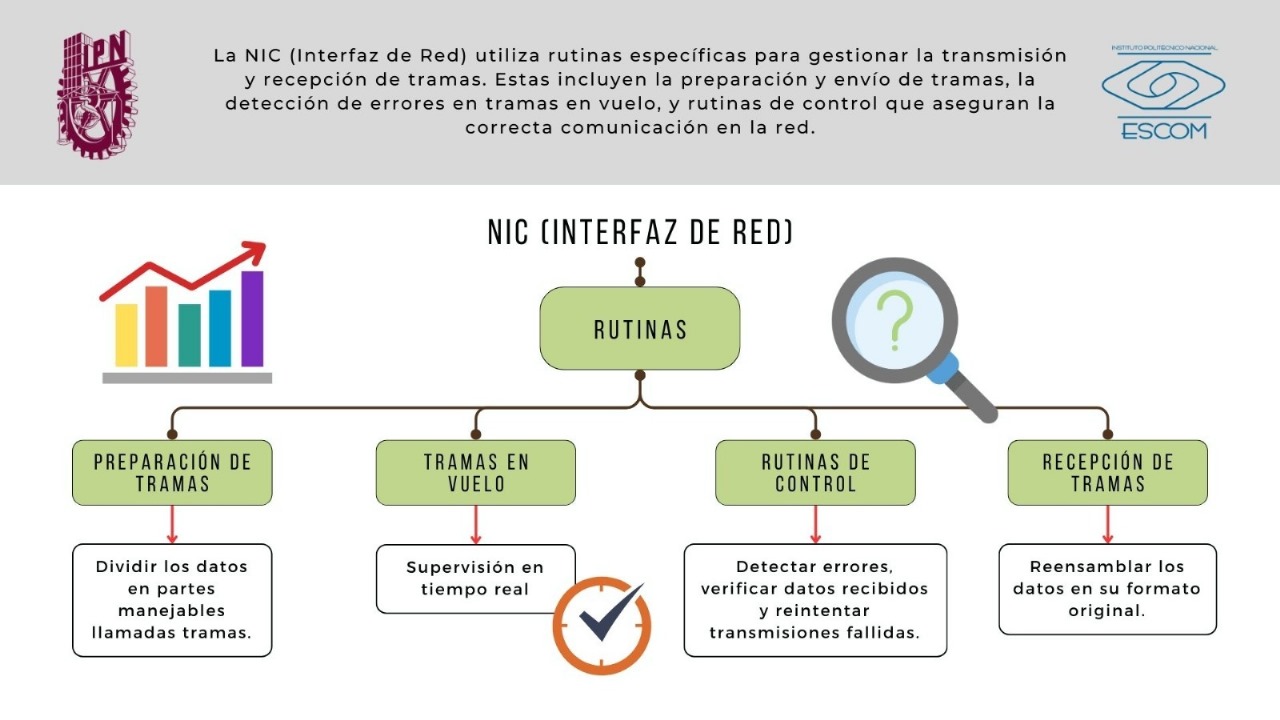 IPN
La NIC (Interfaz de Red) utiliza rutinas específicas para gestionar la transmisión
y recepción de tramas. Estas incluyen la preparación y envío de tramas, la
detección de errores en tramas en vuelo, y rutinas de control que aseguran la
correcta comunicación en la red.
INSTITUTO POLITÉCNICO NACIONAL
ESCOM
NIC (INTERFAZ DE RED)
RUTINAS
?
PREPARACIÓN DE
TRAMAS
Dividir los datos
en partes
manejables
llamadas tramas.
TRAMAS EN
VUELO
Supervisión en
tiempo real
RUTINAS DE
CONTROL
Detectar errores,
verificar datos recibidos
y reintentar
transmisiones fallidas.
RECEPCIÓN DE
TRAMAS
Reensamblar los
datos en su formato
original.